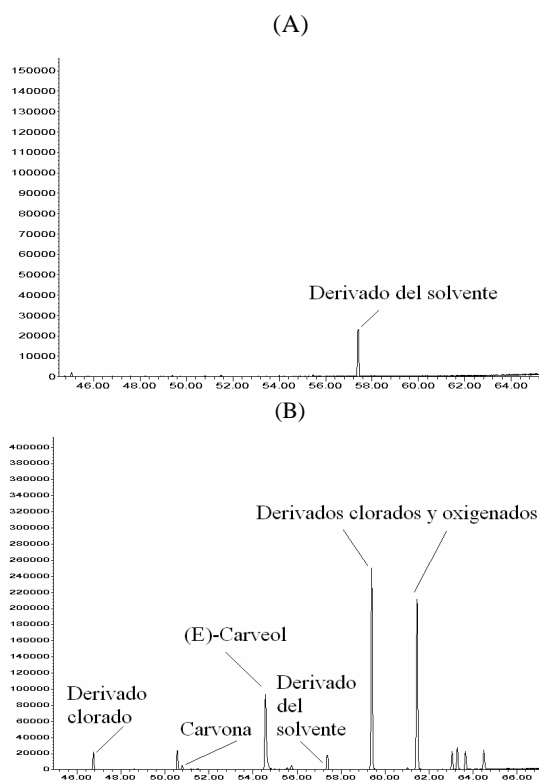 (A)
150000
140000
130000
120000
110000
100000
90000
80000
70000
60000
50000
40000
30000
20000
10000
0
Derivado del solvente
46.00 48.00 50.00 52.00 54.00 56.00 58.00 60.00 62.00 64.00
(B)
400000
380000
360000
340000
320000
300000
280000
260000
240000
220000
200000
180000
160000
140000
120000
100000
80000
60000
40000
20000
0
Derivados clorados y oxigenados
(E)-Carveol
Derivado
clorado
Carvona
Derivado
del
solvente
46.00 48.00 50.00 52.00 54.00 56.00 58.00 60.00 62.00 64.00 66.00